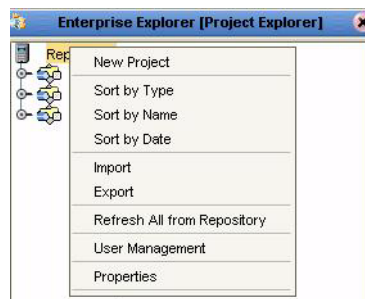 Enterprise Explorer [Project Explorer]
Rep
New Project
Sort by Type
Sort by Name
Sort by Date
Import
Export
Refresh All from Repository
User Management
Properties